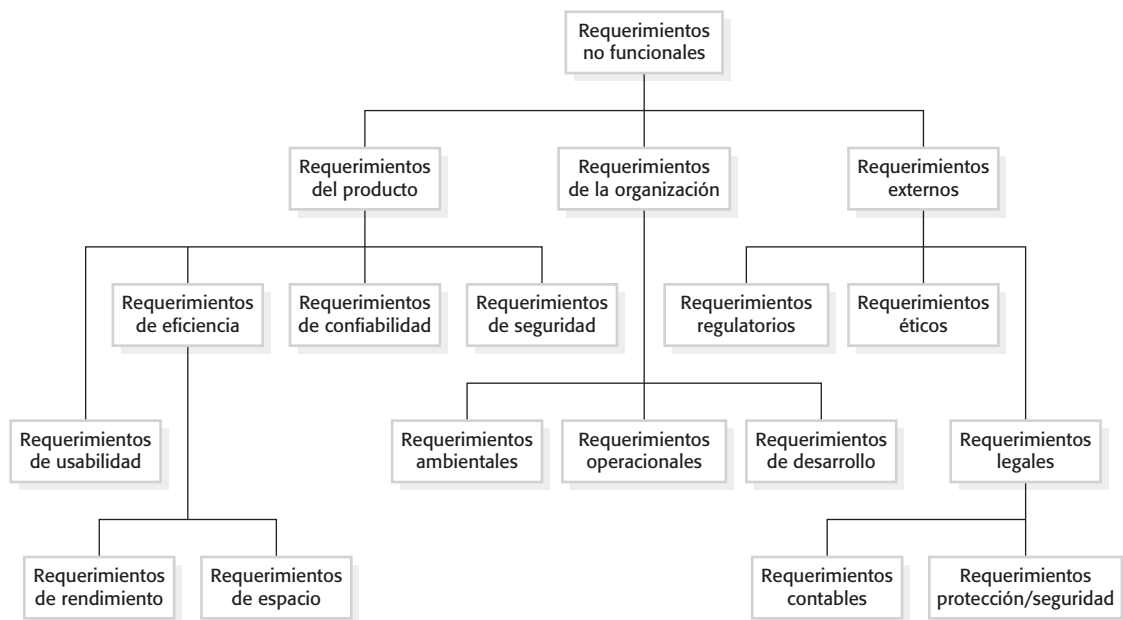 Requerimientos
no funcionales
Requerimientos
del producto
Requerimientos
de la organización
Requerimientos
externos
Requerimientos
de eficiencia
Requerimientos
de confiabilidad
Requerimientos
de seguridad
Requerimientos
regulatorios
Requerimientos
éticos
Requerimientos
de usabilidad
Requerimientos
ambientales
Requerimientos
operacionales
Requerimientos
de desarrollo
Requerimientos
legales
Requerimientos
de rendimiento
Requerimientos
de espacio
Requerimientos
contables
Requerimientos
protección/seguridad